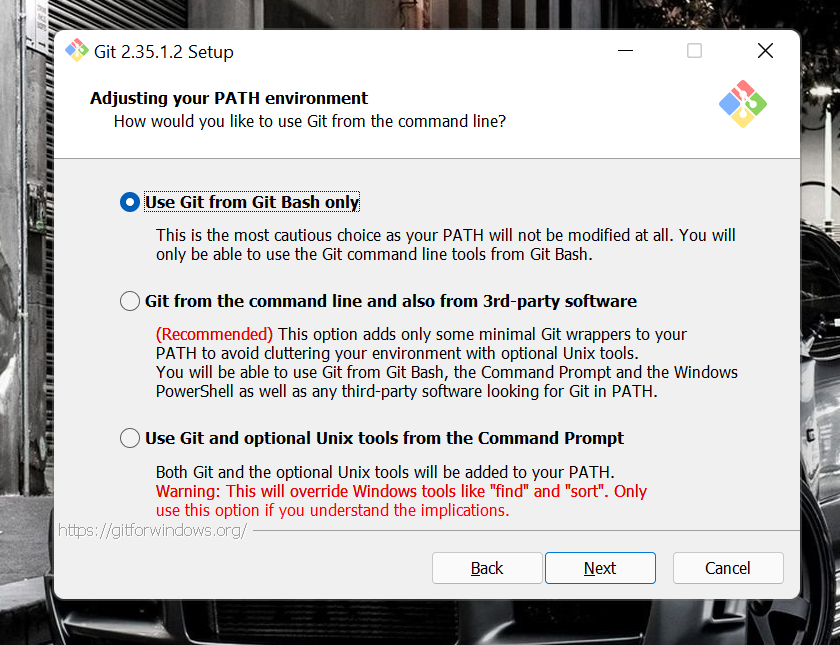 Git 2.35.1.2 Setup
Adjusting your PATH environment
How would you like to use Git from the command line?
Use Git from Git Bash only
This is the most cautious choice as your PATH will not be modified at all. You will
only be able to use the Git command line tools from Git Bash.
Git from the command line and also from 3rd-party software
(Recommended) This option adds only some minimal Git wrappers to your
PATH to avoid cluttering your environment with optional Unix tools.
You will be able to use Git from Git Bash, the Command Prompt and the Windows
PowerShell as well as any third-party software looking for Git in PATH.
Use Git and optional Unix tools from the Command Prompt
Both Git and the optional Unix tools will be added to your PATH.
Warning: This will override Windows tools like "find" and "sort". Only
use this option if you understand the implications.
https://gitforwindows.org/
Back Next Cancel